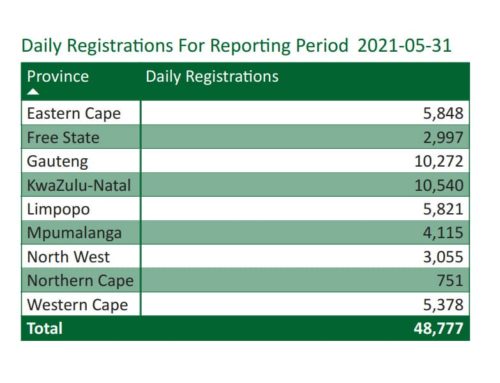 Daily Registrations For Reporting Period 2021-05-31
Province Daily Registrations
Eastern Cape 5,848
Free State 2,997
Gauteng 10,272
KwaZulu-Natal 10,540
Limpopo 5,821
Mpumalanga 4,115
North West 3,055
Northern Cape 751
Western Cape 5,378
Total 48,777